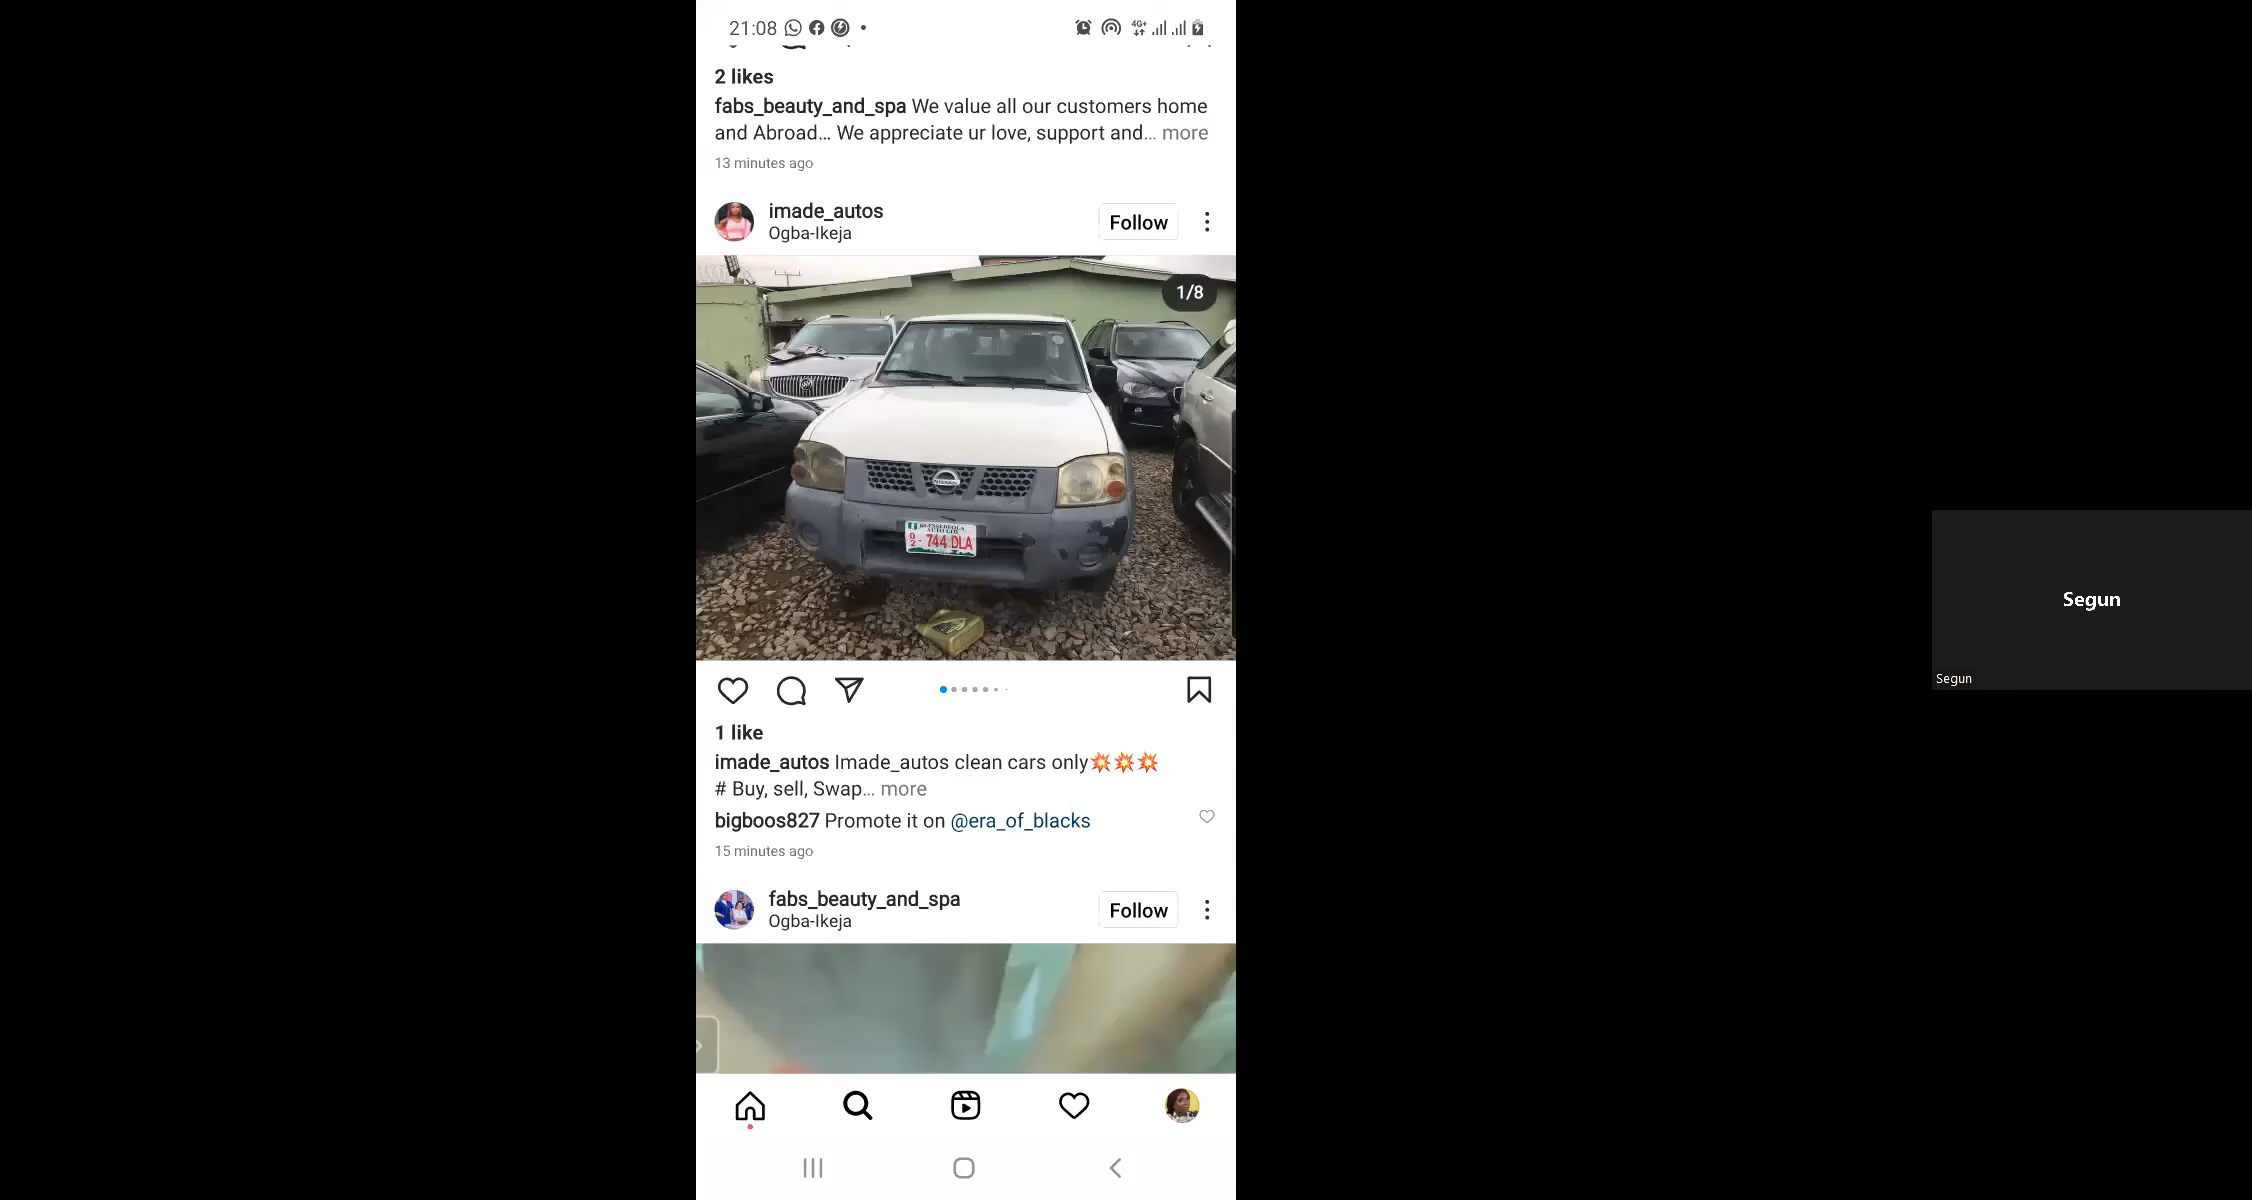 21:08
4G+
2 likes
fabs_beauty_and_spa We value all our customers home
and Abroad... We appreciate ur love, support and... more
13 minutes ago
imade_autos
Ogba-Ikeja
Follow
1/8
NISSAN
744 DLA
1 like
imade_autos Imade_autos clean cars only💥💥💥
# Buy, sell, Swap... more
bigboos827 Promote it on @era_of_blacks
15 minutes ago
fabs_beauty_and_spa
Ogba-Ikeja
Follow
Segun
Segun